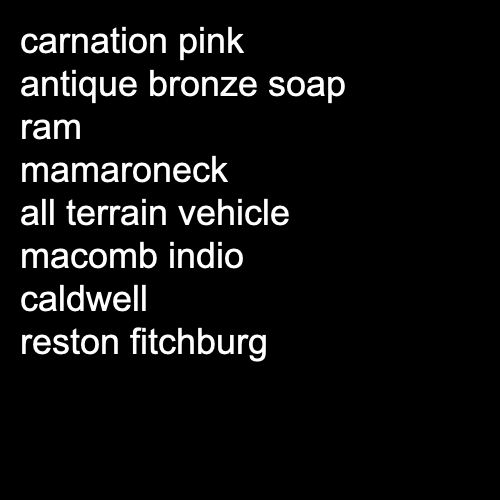 carnation pink
antique bronze soap
ram
mamaroneck
all terrain vehicle
macomb indio
caldwell
reston fitchburg